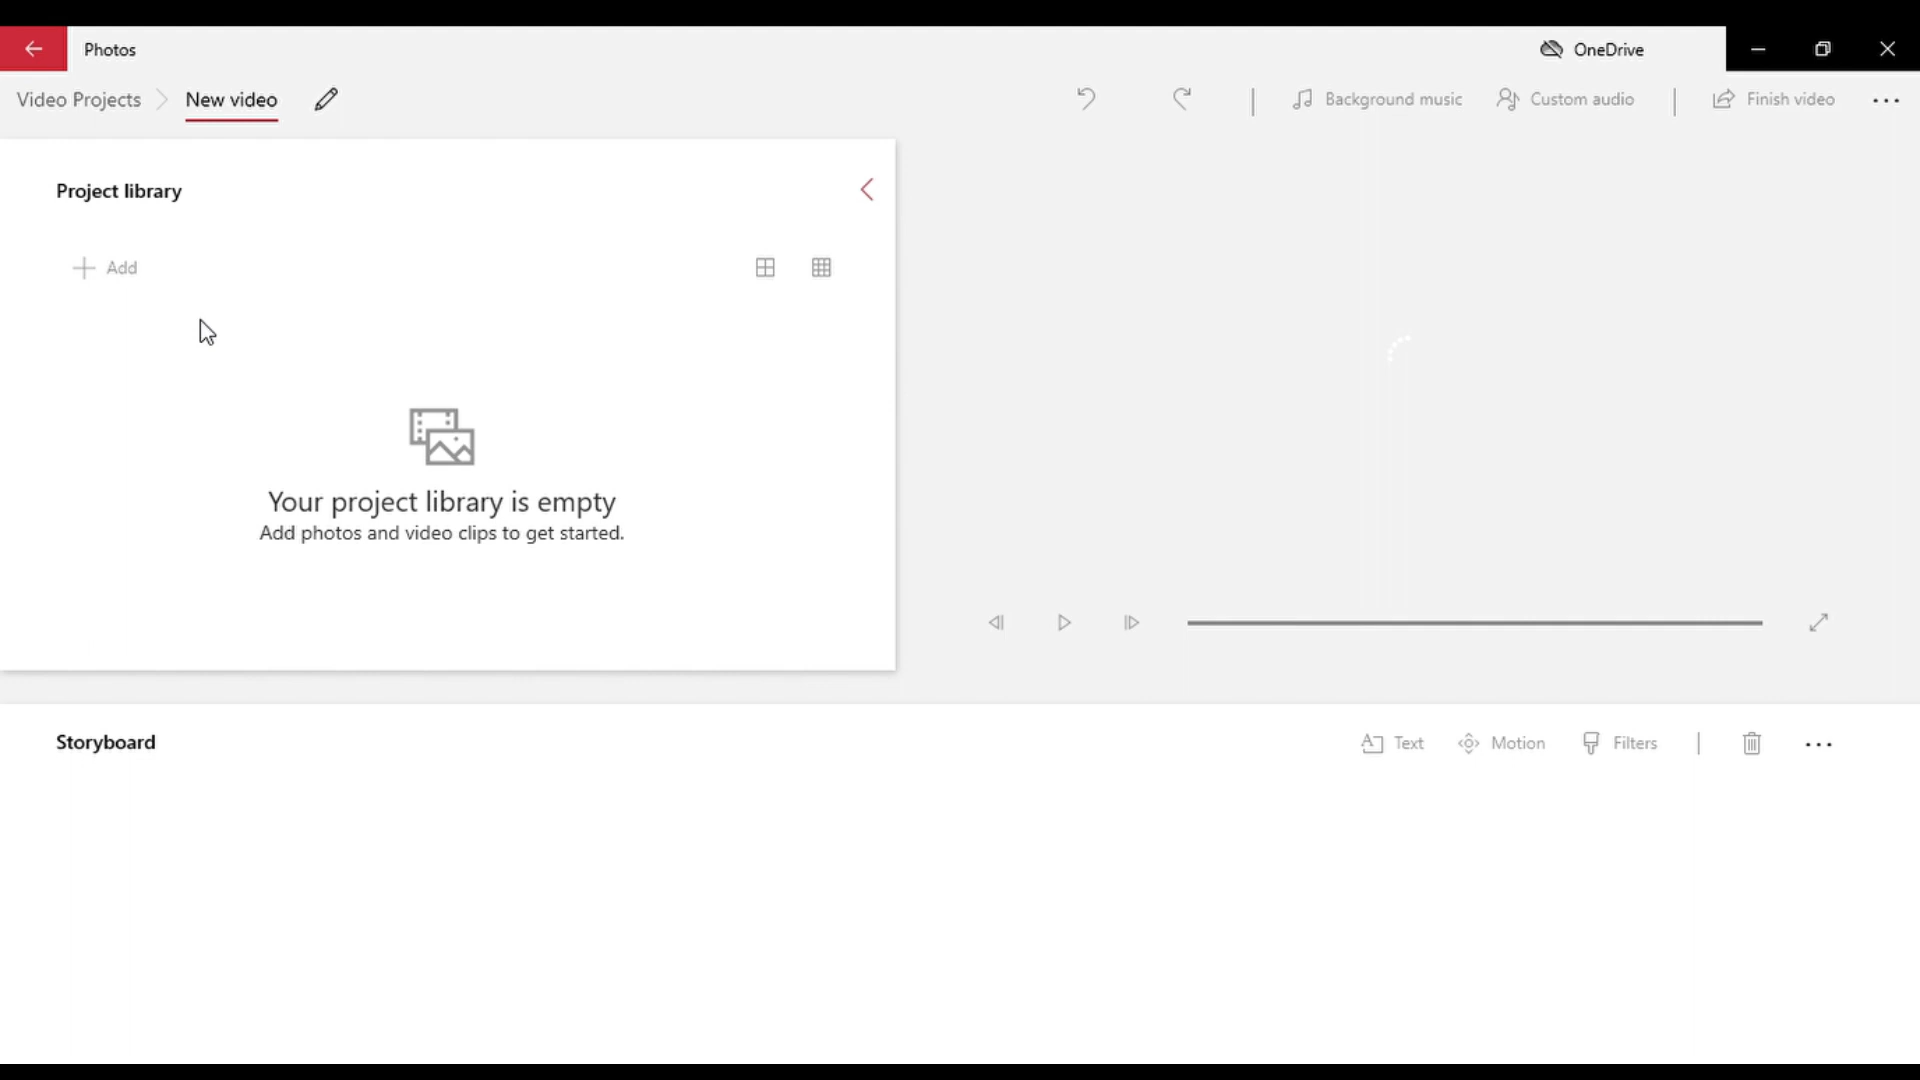 Photos
OneDrive
Video Projects
New video
Background music
Custom audio
Finish video
Project library
Add
Your project library is empty
Add photos and video clips to get started.
Storyboard
Text
Motion
Filters